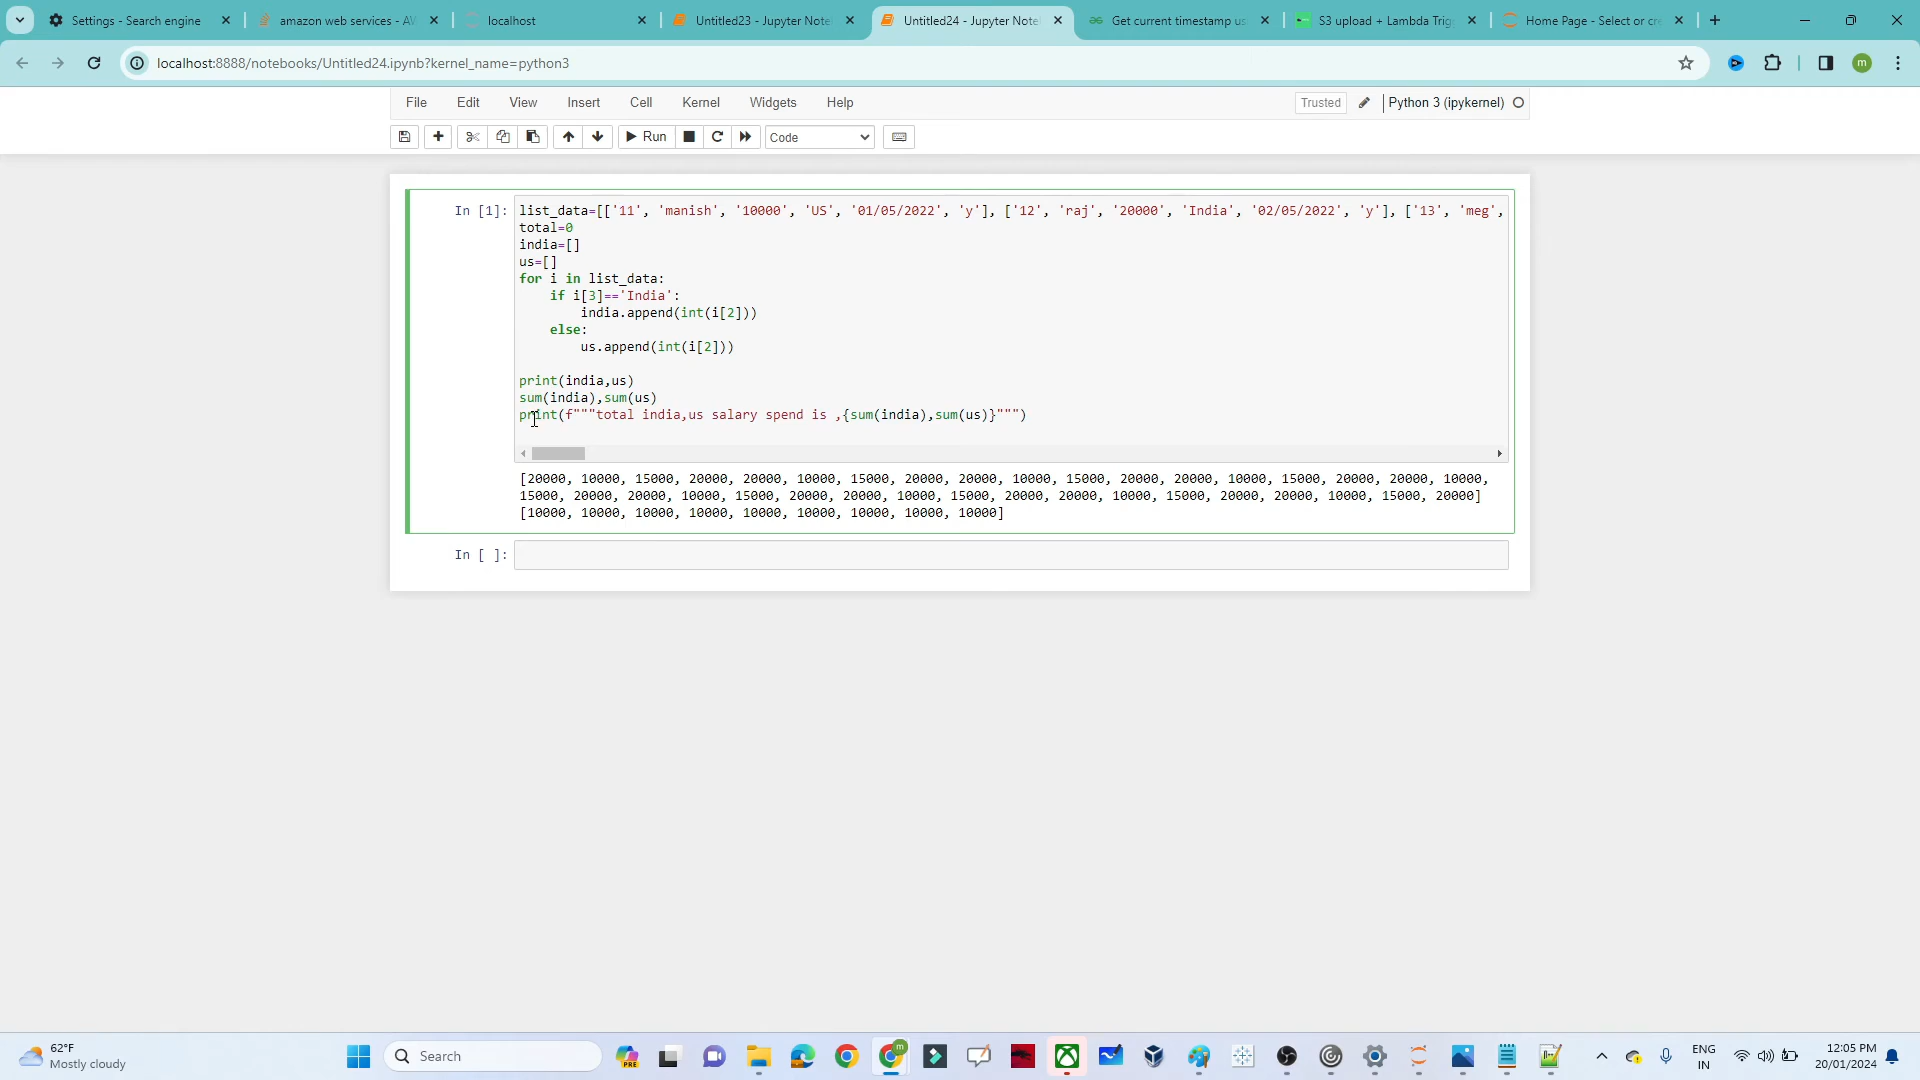 Settings - Search engine
amazon web services - AV
localhost
Untitled23 - Jupyter Note
Untitled24 - Jupyter Note
Get current timestamp us
S3 upload + Lambda Trig
Home Page - Select or cre
localhost:8888/notebooks/Untitled24.ipynb?kernel_name=python3
m
File Edit View Insert Cell Kernel Widgets Help
Trusted
Python 3 (ipykernel)
Run
Code
In [1]:
list_data=[['11', 'manish', '10000', 'US', '01/05/2022', 'y'], ['12', 'raj', '20000', 'India', '02/05/2022', 'y'], ['13', 'meg',
total=0
india=[]
us=[]
for i in list_data:
    if i[3]=='India':
        india.append(int(i[2]))
    else:
        us.append(int(i[2]))
print(india,us)
sum(india),sum(us)
print(f"""total india,us salary spend is ,{sum(india),sum(us)}""")
[20000, 10000, 15000, 20000, 20000, 10000, 15000, 20000, 20000, 10000, 15000, 20000, 20000, 10000, 15000, 20000, 20000, 10000,
15000, 20000, 20000, 10000, 15000, 20000, 20000, 10000, 15000, 20000, 20000, 10000, 15000, 20000, 20000, 10000, 15000, 20000]
[10000, 10000, 10000, 10000, 10000, 10000, 10000, 10000, 10000]
In [ ]:
62°F
Mostly cloudy
Search
PRE
m
ENG
IN
12:05 PM
20/01/2024